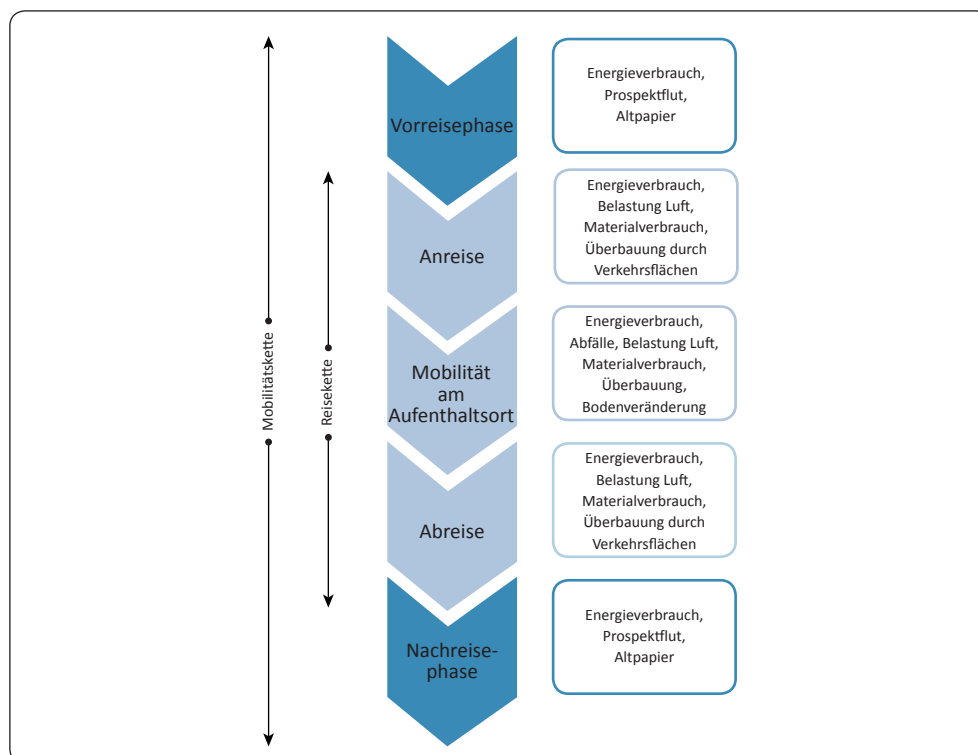 Vorreisephase
Energieverbrauch,
Prospektflut,
Altpapier
Anreise
Energieverbrauch,
Belastung Luft,
Materialverbrauch,
Überbauung durch
Verkehrsflächen
Mobilitätskette
Reisekette
Mobilität
am
Aufenthaltsort
Energieverbrauch,
Abfälle, Belastung Luft,
Materialverbrauch,
Überbauung,
Bodenveränderung
Abreise
Energieverbrauch,
Belastung Luft,
Materialverbrauch,
Überbauung durch
Verkehrsflächen
Nachreise-
phase
Energieverbrauch,
Prospektflut,
Altpapier